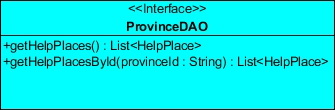 <<Interface>>
ProvinceDAO
+getHelpPlaces() : List<HelpPlace>
+getHelpPlacesById(provinceId : String) : List<HelpPlace>